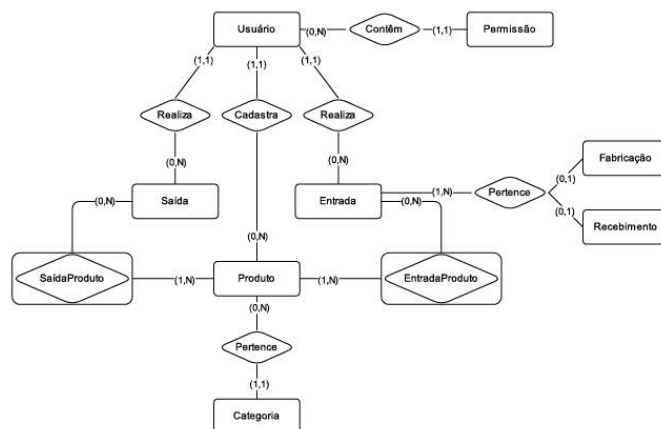 Usuário
(0,N)
Contêm
(1,1)
Permissão
(1,1)
(1,1)
(1,1)
Realiza
Cadastra
Realiza
(0,N)
(0,N)
Fabricação
(0,1)
(0,N)
Saída
Entrada
(1,N)
(0,N)
Pertence
(0,1)
Recebimento
(0,N)
SaídaProduto
(1,N)
Produto
(1,N)
EntradaProduto
(0,N)
Pertence
(1,1)
Categoria